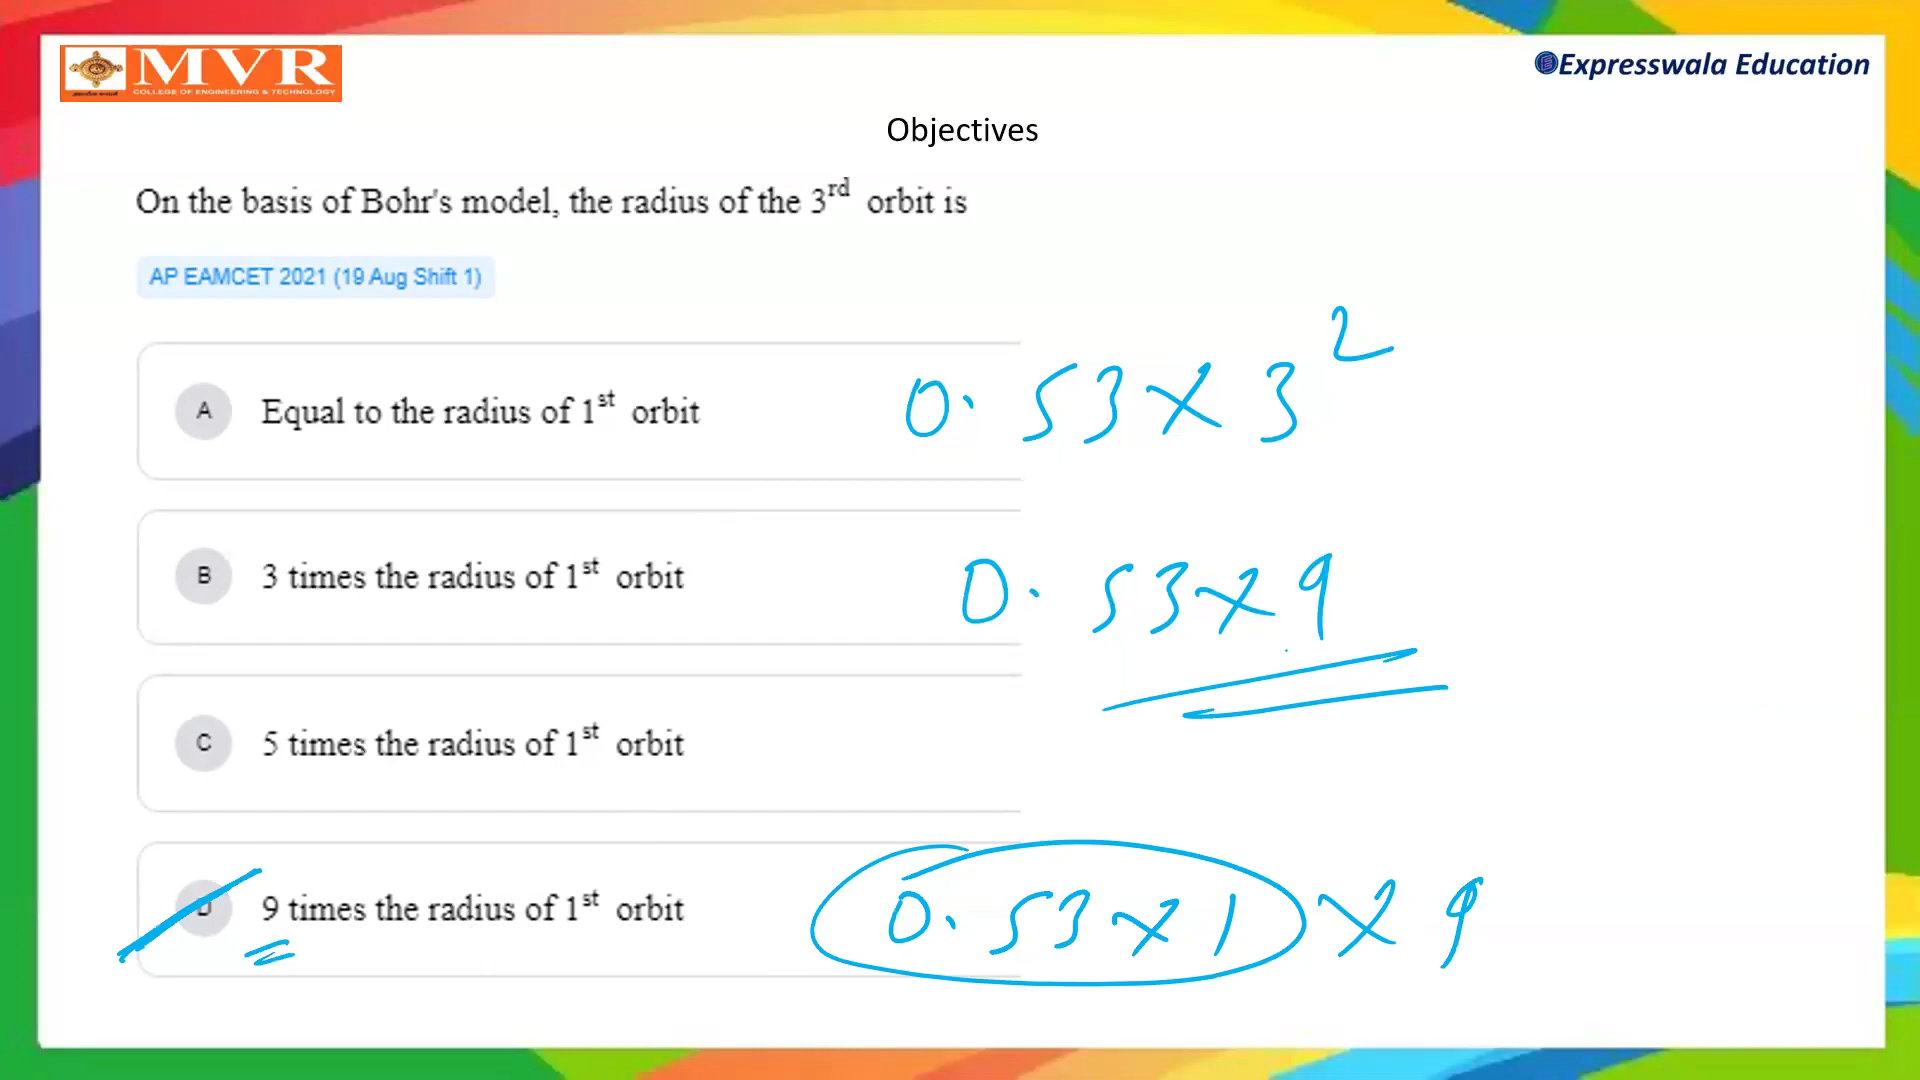 MVR
COLLEGE OF ENGINEERING & TECHNOLOGY
Expresswala Education
Objectives
On the basis of Bohr's model, the radius of the 3rd orbit is
AP EAMCET 2021 (19 Aug Shift 1)
A Equal to the radius of 1st orbit
0.53 × 3²
B 3 times the radius of 1st orbit
0.53 × 9
C 5 times the radius of 1st orbit
D 9 times the radius of 1st orbit
0.53 × 1 × 9